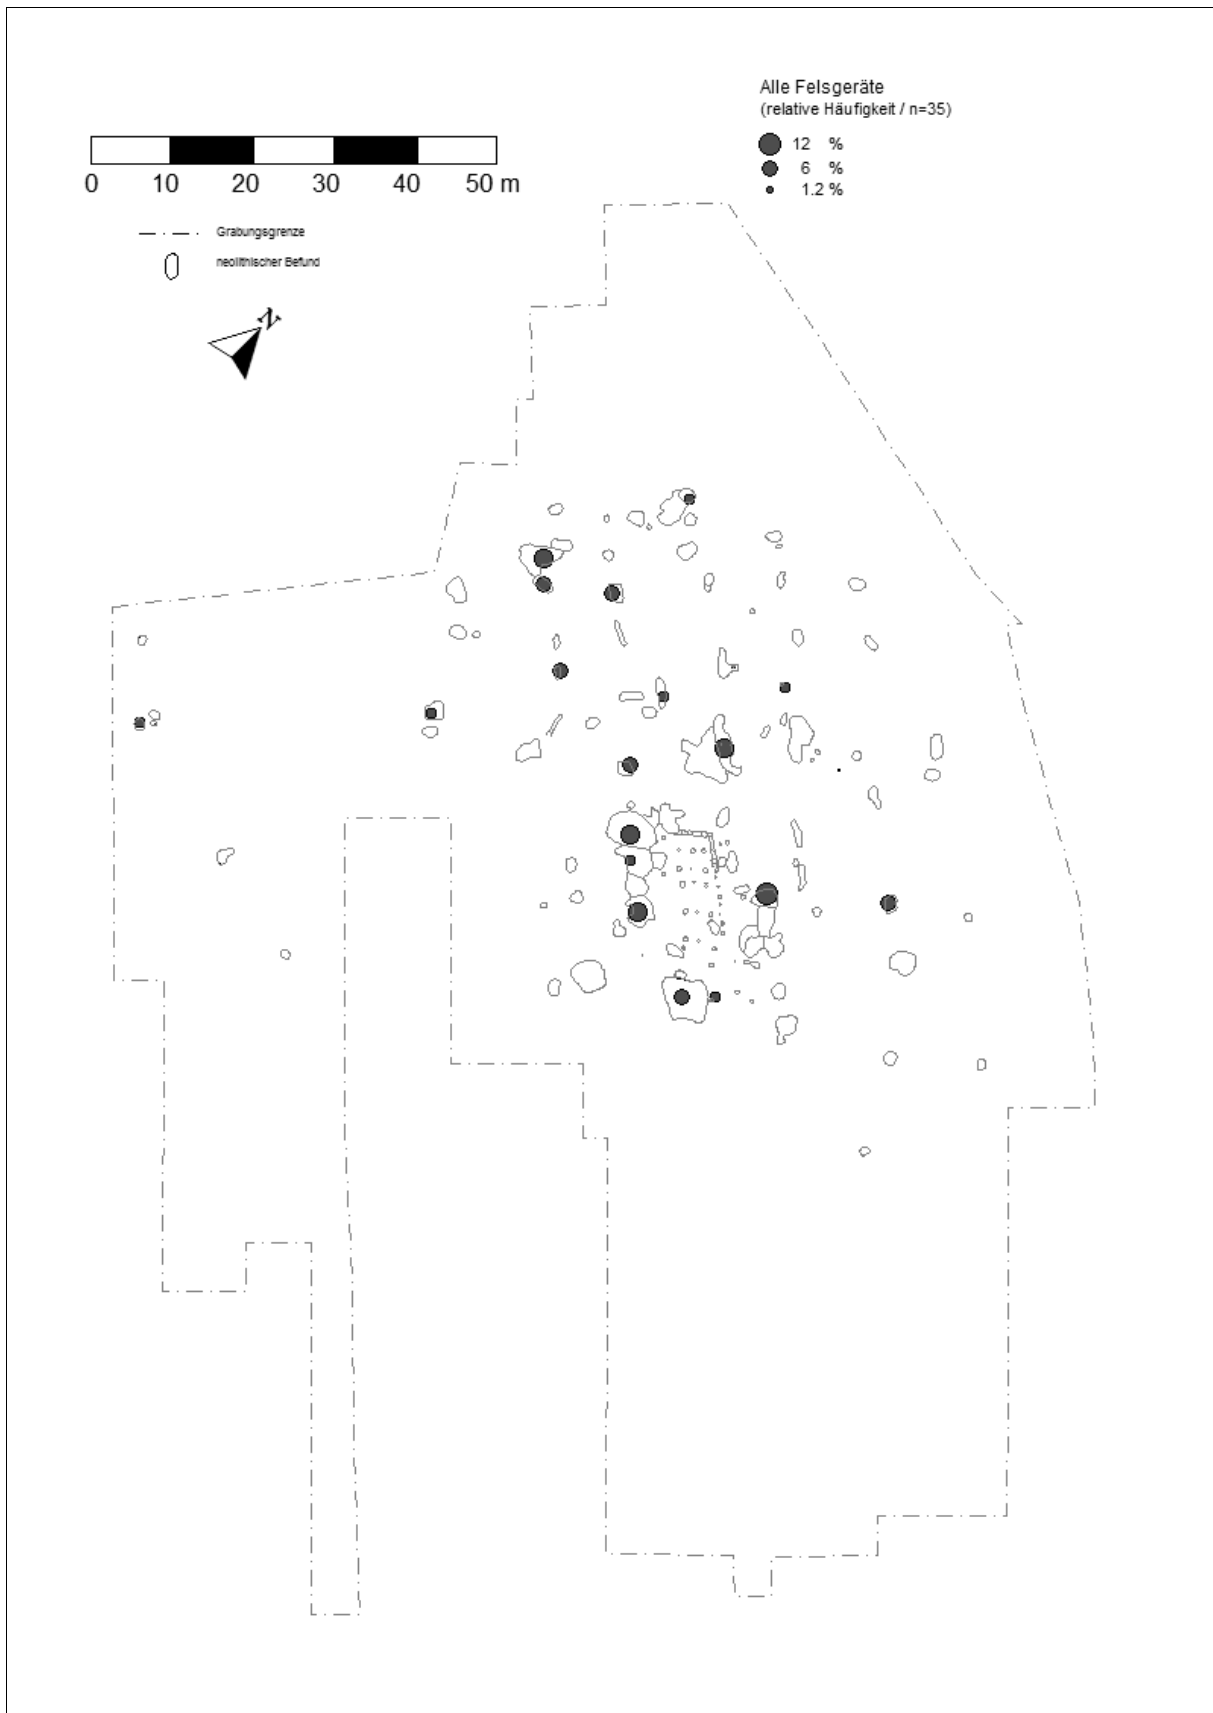 Alle Felsgeräte
(relative Häufigkeit / n=35)
12 %
6 %
1.2 %
0 10 20 30 40 50 m
Grabungsgrenze
neolithischer Befund
N